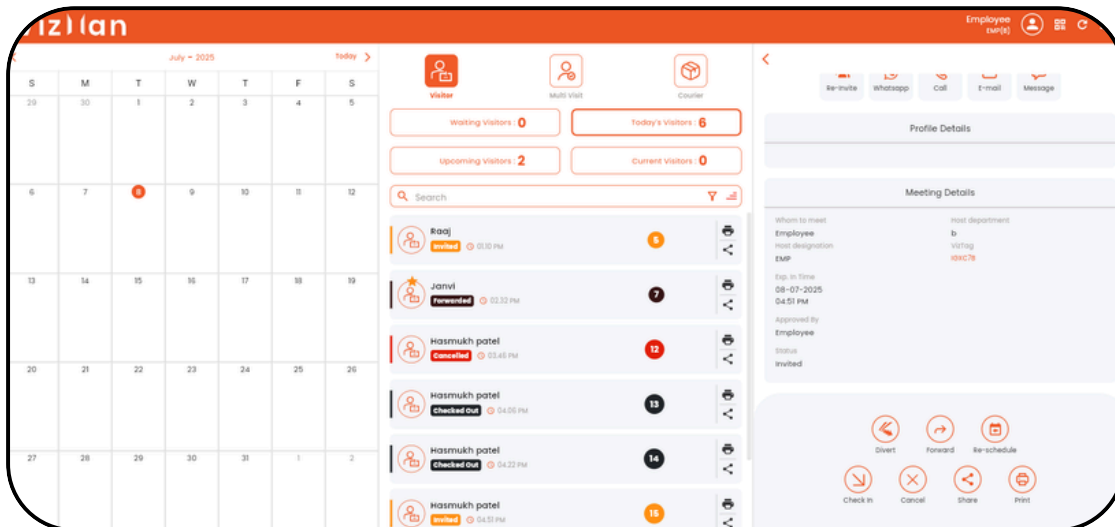 Employee
EMP(8)
July - 2025
Today
S M T W T F S
29 30 1 2 3 4 5
6 7 8 9 10 11 12
13 14 15 16 17 18 19
20 21 22 23 24 25 26
27 28 29 30 31 1 2
Visitor
Multi Visit
Courier
Waiting Visitors : 0
Today's Visitors : 6
Upcoming Visitors : 2
Current Visitors : 0
Search
Raaj
Invited 01.10 PM
5
Janvi
Forwarded 02.32 PM
7
Hasmukh patel
Cancelled 03.46 PM
12
Hasmukh patel
Checked Out 04.06 PM
13
Hasmukh patel
Checked Out 04.22 PM
14
Hasmukh patel
Invited 04.51 PM
15
Re-Invite Whatsapp Call E-mail Message
Profile Details
Meeting Details
Whom to meet
Employee
Host department
b
Host designation
EMP
VizTag
Exp. In Time
08-07-2025
04:51 PM
Approved By
Employee
Status
Invited
Divert Forward Re-schedule
Check In Cancel Share Print